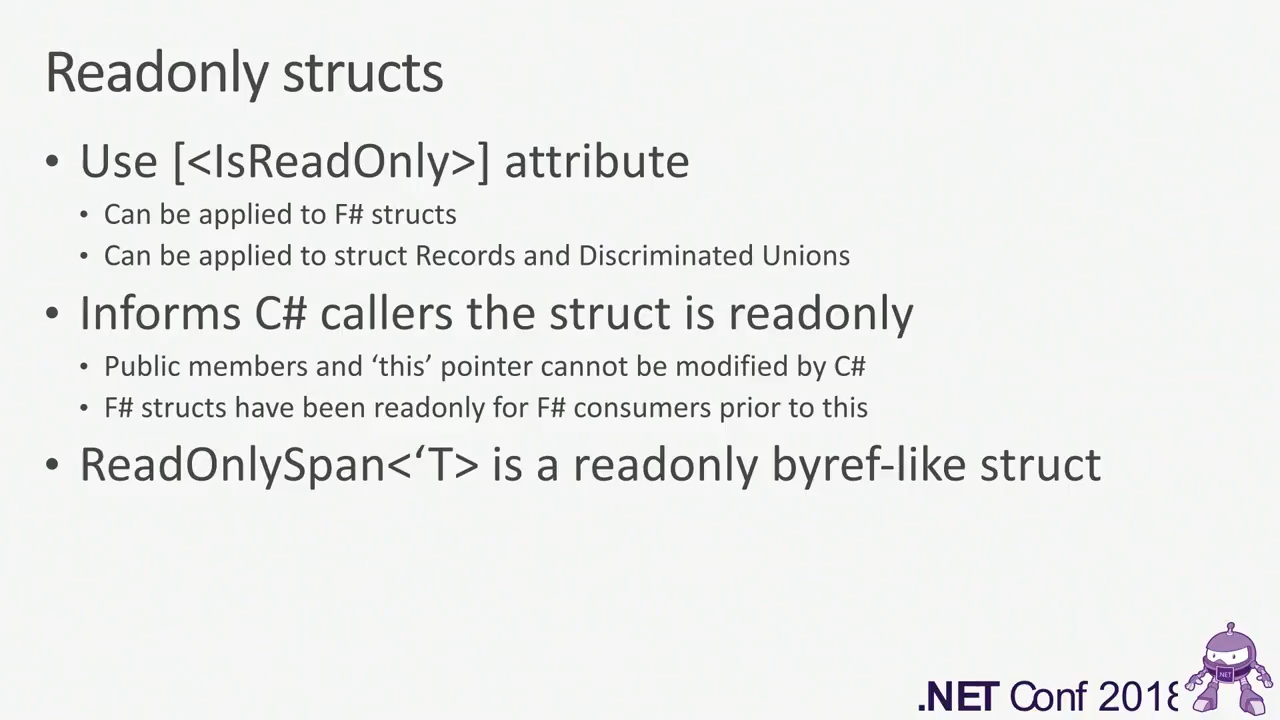 Readonly structs
• Use [<IsReadOnly>] attribute
• Can be applied to F# structs
• Can be applied to struct Records and Discriminated Unions
• Informs C# callers the struct is readonly
• Public members and ‘this’ pointer cannot be modified by C#
• F# structs have been readonly for F# consumers prior to this
• ReadOnlySpan<‘T> is a readonly byref-like struct
.NET Conf 2018
.NET